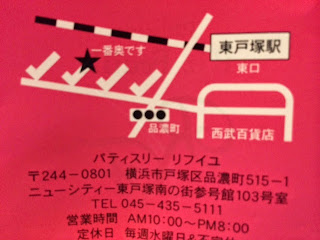 東戸塚駅
東口
一番奥です
品濃町
西武百貨店
パティスリー リフイユ
〒244-0801 横浜市戸塚区品濃町515-1
ニューシティー東戸塚南の街参号館103号室
TEL 045-435-5111
営業時間 AM10:00〜PM8:00
定休日 毎週水曜日&不定休